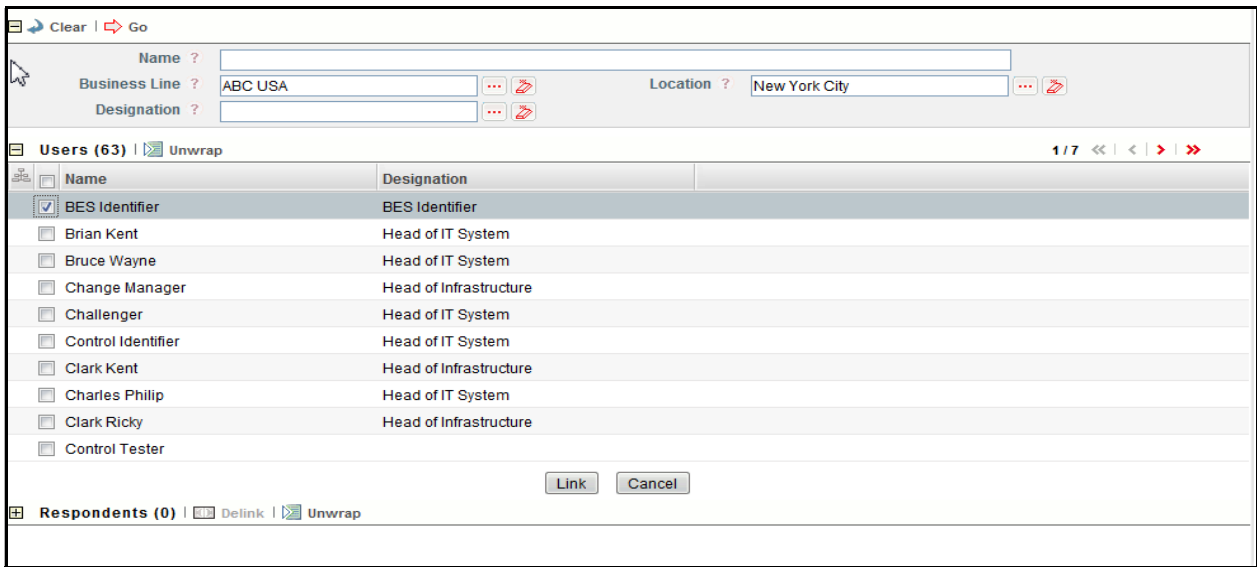 Clear | Go
Name ?
Business Line ? ABC USA ... Location ? New York City ...
Designation ? ...
Users (63) | Unwrap 1 / 7 « | < | > | »
Name Designation
BES Identifier BES Identifier
Brian Kent Head of IT System
Bruce Wayne Head of IT System
Change Manager Head of Infrastructure
Challenger Head of IT System
Control Identifier Head of IT System
Clark Kent Head of Infrastructure
Charles Philip Head of IT System
Clark Ricky Head of Infrastructure
Control Tester
Link Cancel
Respondents (0) | Delink | Unwrap